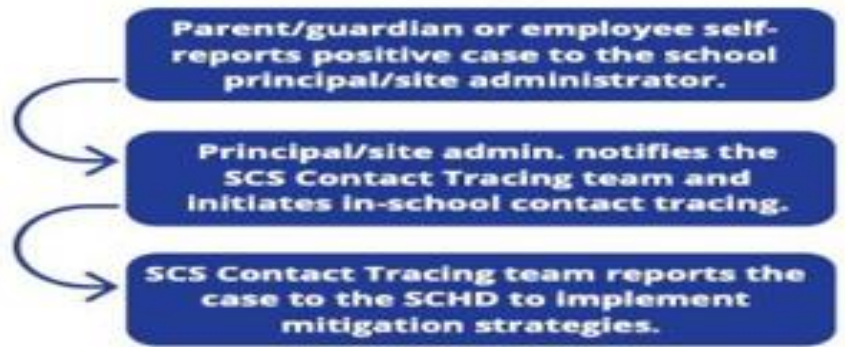 Parent/guardian or employee self-
reports positive case to the school
principal/site administrator.
Principal/site admin. notifies the
SCS Contact Tracing team and
initiates in-school contact tracing.
SCS Contact Tracing team reports the
case to the SCHD to implement
mitigation strategies.